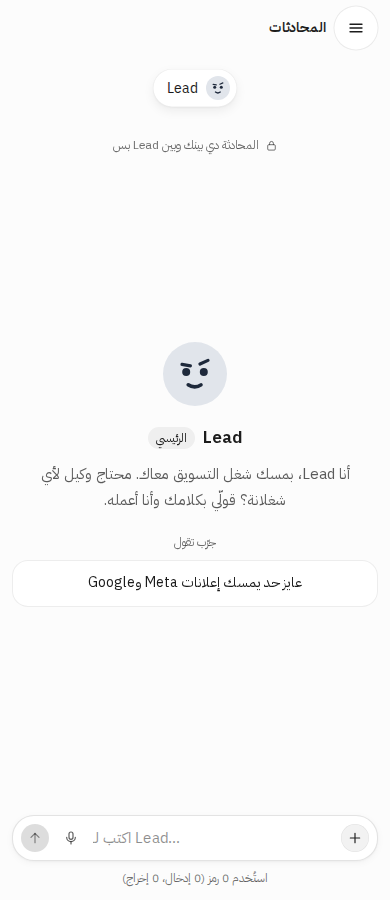 المحادثات
Lead
المحادثة دي بينك وبين Lead بس
Lead الرئيسي
أنا Lead، بمسك شغل التسويق معاك. محتاج وكيل لأي
شغلانة؟ قولّي بكلامك وأنا أعمله.
جرّب تقول
عايز حد يمسك إعلانات Meta وGoogle
اكتب لـ Lead...
استُخدم 0 رمز (0 إدخال، 0 إخراج)